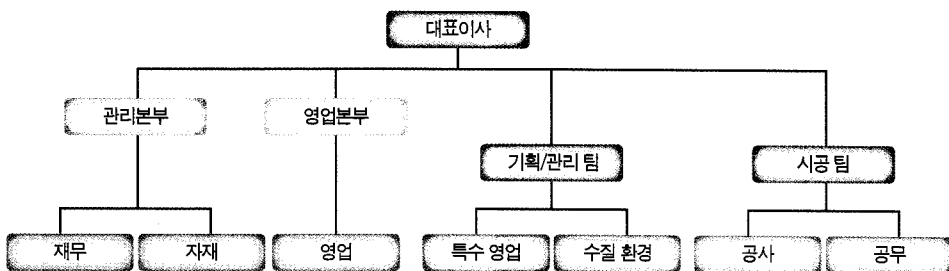 대표이사
관리본부
영업본부
기획/관리 팀
시공 팀
재무
자재
영업
특수 영업
수질 환경
공사
공무